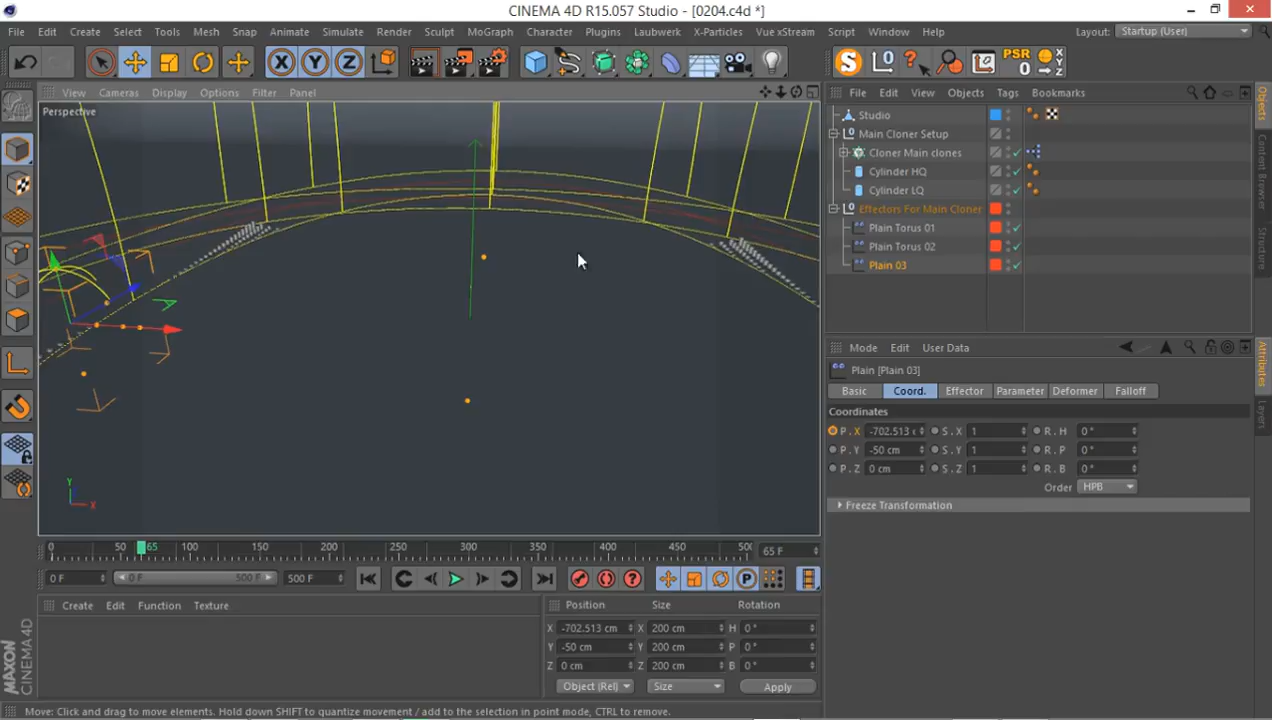 CINEMA 4D R15.057 Studio - [0204.c4d *]
File Edit Create Select Tools Mesh Snap Animate Simulate Render Sculpt MoGraph Character Plugins Laubwerk X-Particles Vue xStream Script Window Help Layout: Startup (User)
PSR
0
View Cameras Display Options Filter Panel
File Edit View Objects Tags Bookmarks
Perspective
Studio
Main Cloner Setup
Cloner Main clones
Cylinder HQ
Cylinder LQ
Effectors For Main Cloner
Plain Torus 01
Plain Torus 02
Plain 03
Objects
Content Browser
Structure
Mode Edit User Data
Plain [Plain 03]
Basic Coord. Effector Parameter Deformer Falloff
Coordinates
P . X -702.513 c S . X 1 R . H 0 °
P . Y -50 cm S . Y 1 R . P 0 °
P . Z 0 cm S . Z 1 R . B 0 °
Order HPB
Freeze Transformation
Attributes
Layers
Y
X
0 50 65 100 150 200 250 300 350 400 450 500 65 F
0 F 0 F 500 F 500 F
Create Edit Function Texture
Position Size Rotation
X -702.513 cm X 200 cm H 0 °
Y -50 cm Y 200 cm P 0 °
Z 0 cm Z 200 cm B 0 °
Object (Rel) Size Apply
MAXON
CINEMA 4D
Move: Click and drag to move elements. Hold down SHIFT to quantize movement / add to the selection in point mode, CTRL to remove.